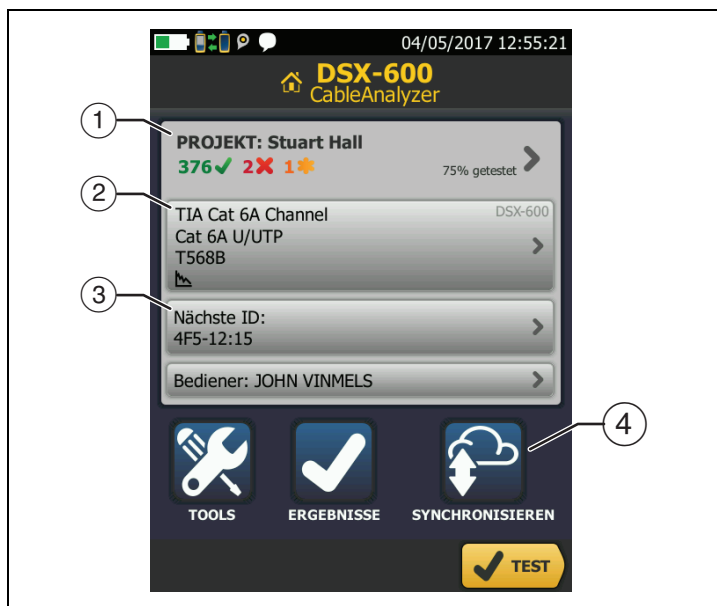 04/05/2017 12:55:21
DSX-600
CableAnalyzer
1
PROJEKT: Stuart Hall
376 2 1
75% getestet
2
TIA Cat 6A Channel
DSX-600
Cat 6A U/UTP
T568B
3
Nächste ID:
4F5-12:15
Bediener: JOHN VINMELS
4
TOOLS
ERGEBNISSE
SYNCHRONISIEREN
TEST